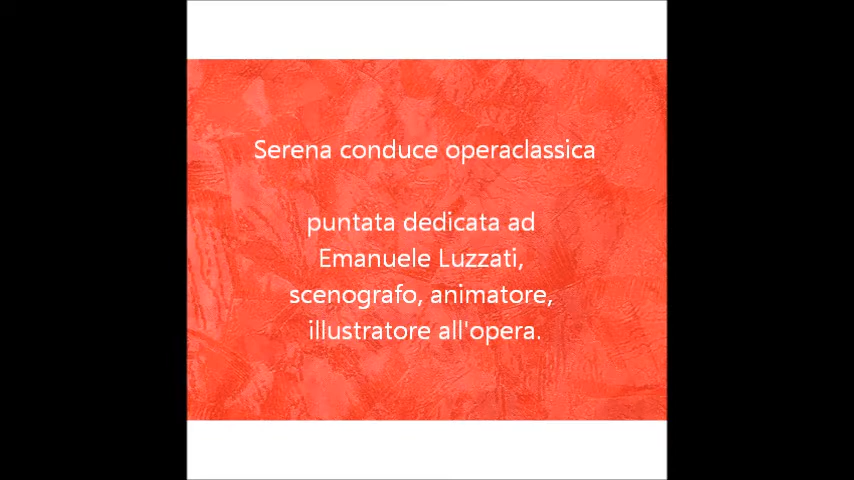 Serena conduce operaclassica
puntata dedicata ad
Emanuele Luzzati,
scenografo, animatore,
illustratore all'opera.